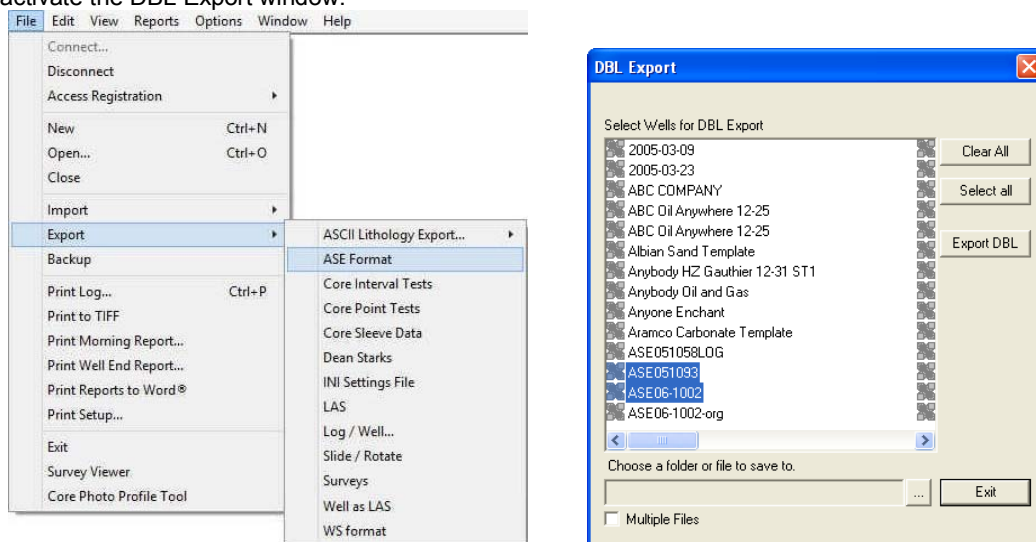 activate the DBL Export window.
File Edit View Reports Options Window Help
Connect...
Disconnect
Access Registration
New Ctrl+N
Open... Ctrl+O
Close
Import
Export
Backup
Print Log... Ctrl+P
Print to TIFF
Print Morning Report...
Print Well End Report...
Print Reports to Word®
Print Setup...
Exit
Survey Viewer
Core Photo Profile Tool
ASCII Lithology Export...
ASE Format
Core Interval Tests
Core Point Tests
Core Sleeve Data
Dean Starks
INI Settings File
LAS
Log / Well...
Slide / Rotate
Surveys
Well as LAS
WS format
DBL Export
Select Wells for DBL Export
2005-03-09
2005-03-23
ABC COMPANY
ABC Oil Anywhere 12-25
ABC Oil Anywhere 12-25
Albian Sand Template
Anybody HZ Gauthier 12-31 ST1
Anybody Oil and Gas
Anyone Enchant
Aramco Carbonate Template
ASE051058LOG
ASE051093
ASE06-1002
ASE06-1002-org
Clear All
Select all
Export DBL
Choose a folder or file to save to.
...
Exit
Multiple Files